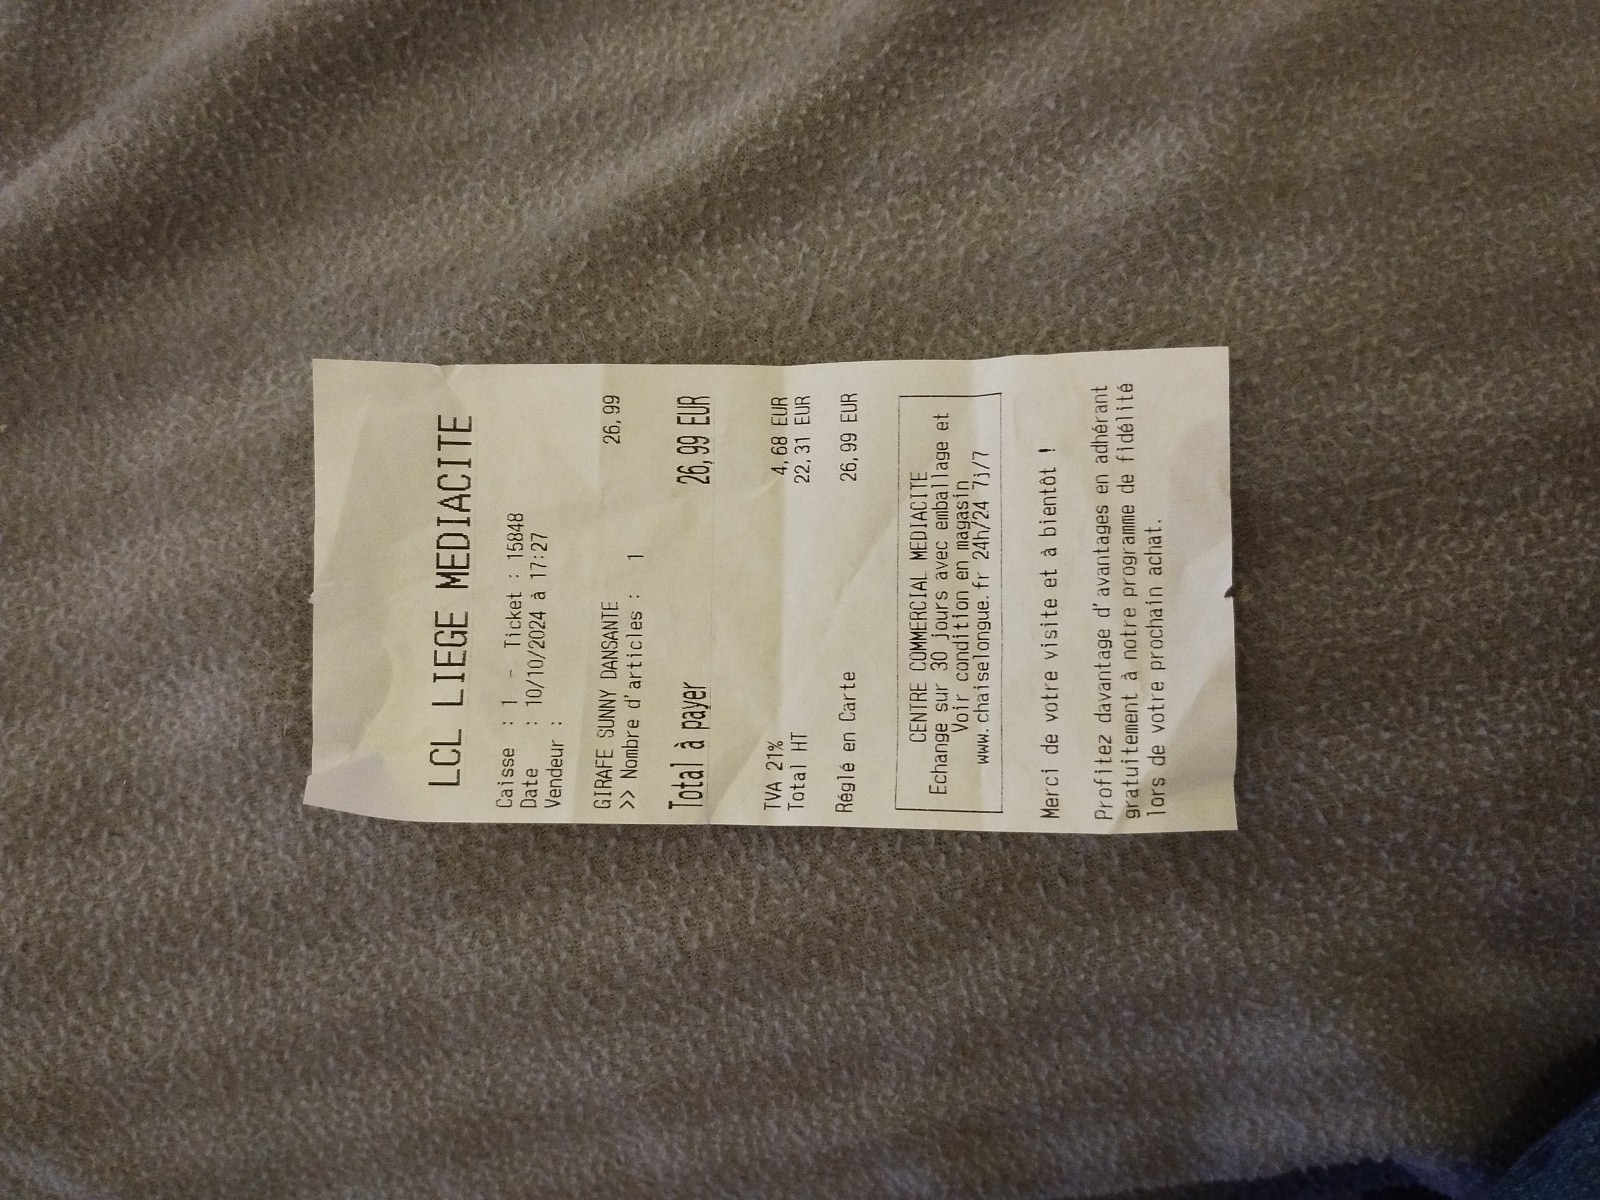 LCL LIEGE MEDIACITE
Caisse : 1 - Ticket : 15848
Date : 10/10/2024 à 17:27
Vendeur :
GIRAFE SUNNY DANSANTE 26,99
>> Nombre d'articles : 1
Total à payer 26,99 EUR
TVA 21% 4,68 EUR
Total HT 22,31 EUR
Réglé en Carte 26,99 EUR
CENTRE COMMERCIAL MEDIACITE
Echange sur 30 jours avec emballage et
Voir condition en magasin
www.chaiselongue.fr 24h/24 7j/7
Merci de votre visite et à bientôt !
Profitez davantage d'avantages en adhérant
gratuitement à notre programme de fidélité
lors de votre prochain achat.